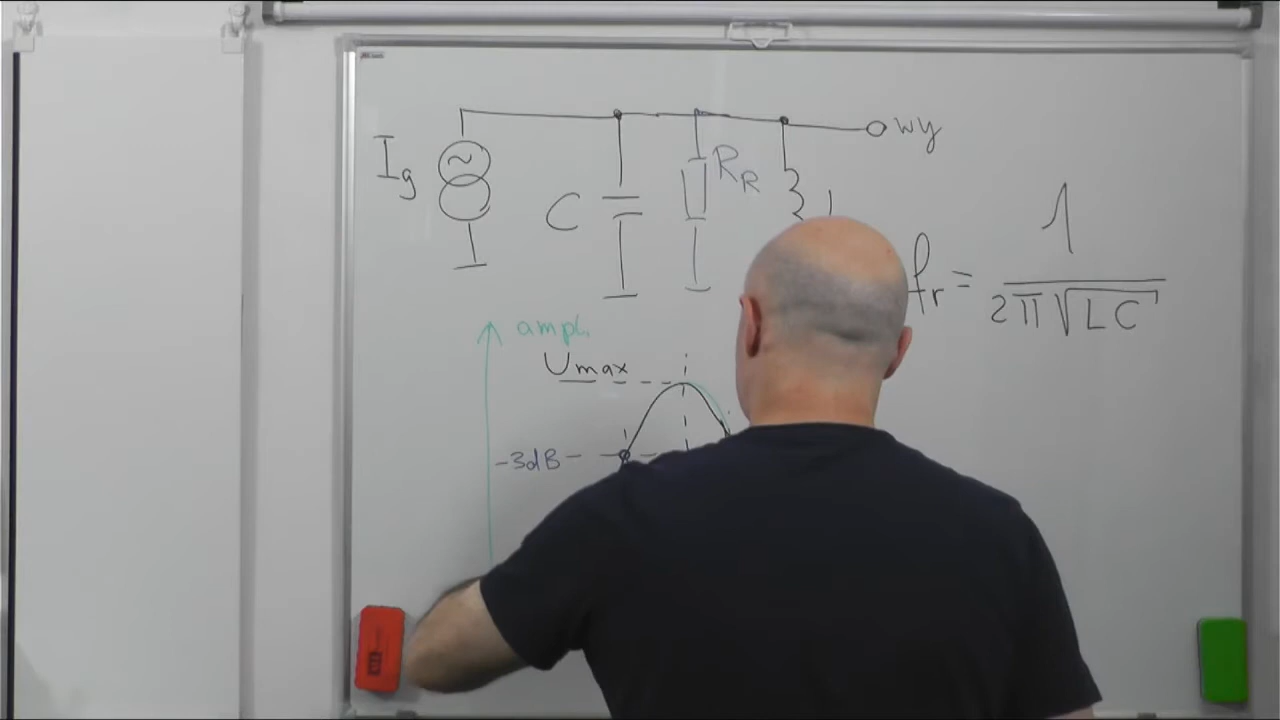 wy
Ig
C
RR
fr = 1 / 2π√LC
ampl.
Umax
-3dB